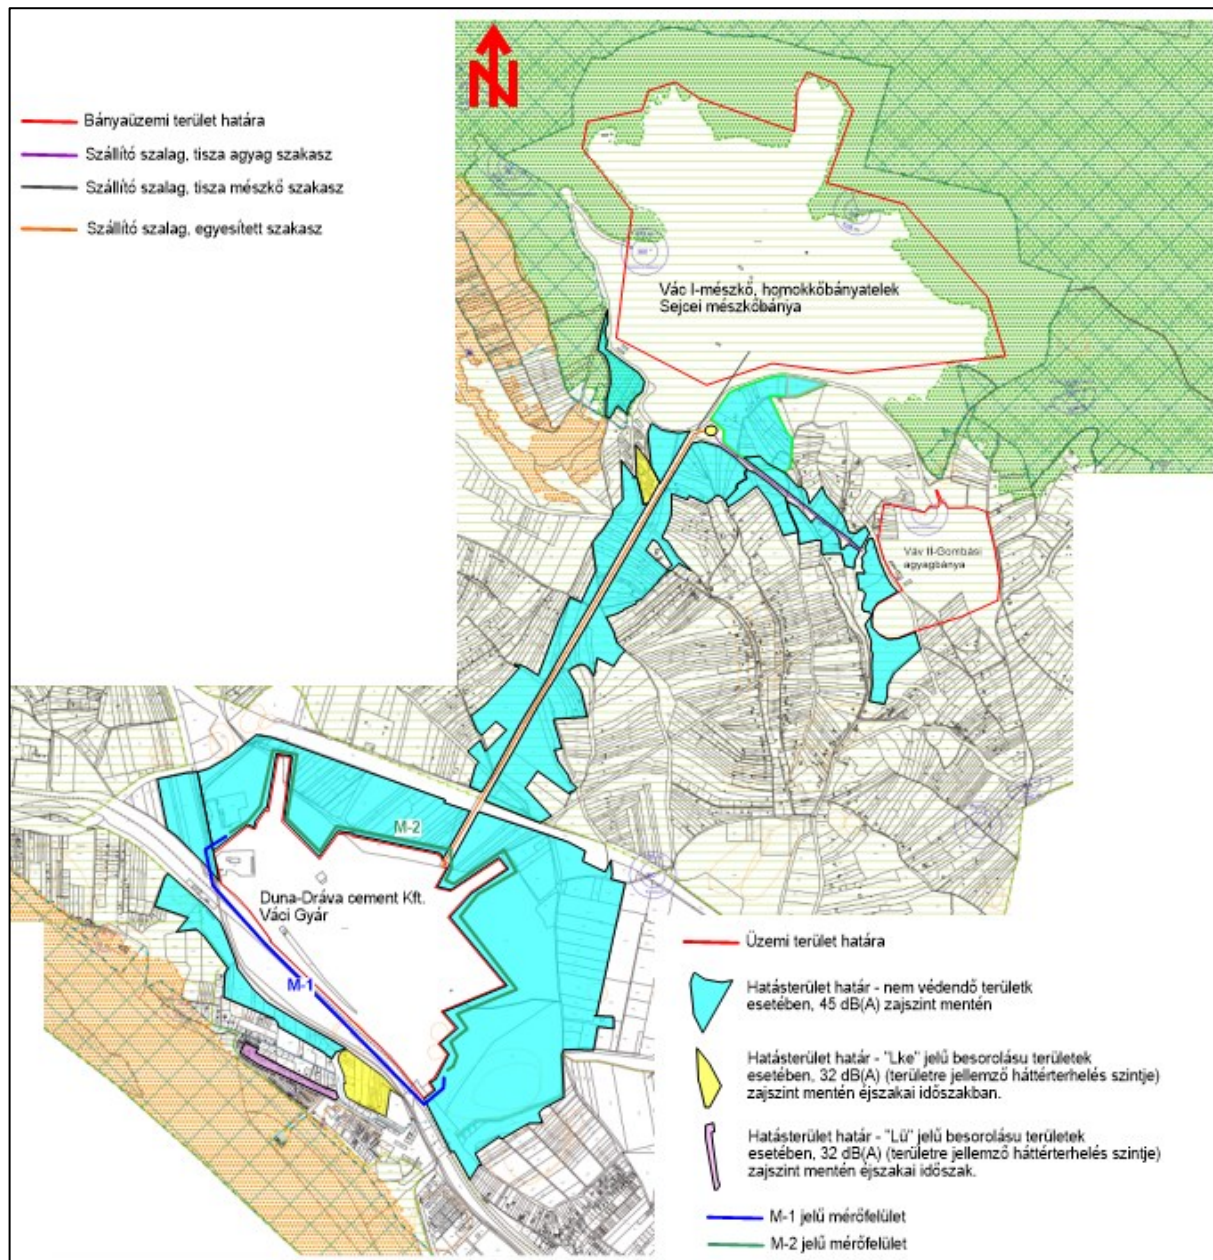 N
Bányaüzemi terület határa
Szállító szalag, tisza agyag szakasz
Szállító szalag, tisza mészkő szakasz
Szállító szalag, egyesített szakasz
Vác I-mészkő, homokkőbányatelek
Sejcei mészkőbánya
Váv II-Gombási
agyagbánya
M-2
Duna-Dráva cement Kft.
Váci Gyár
M-1
Üzemi terület határa
Hatásterület határ - nem védendő területk
esetében, 45 dB(A) zajszint mentén
Hatásterület határ - "Lke" jelű besorolásu területek
esetében, 32 dB(A) (területre jellemző háttérterhelés szintje)
zajszint mentén éjszakai időszakban.
Hatásterület határ - "Lü" jelű besorolásu területek
esetében, 32 dB(A) (területre jellemző háttérterhelés szintje)
zajszint mentén éjszakai időszak.
M-1 jelű mérőfelület
M-2 jelű mérőfelület